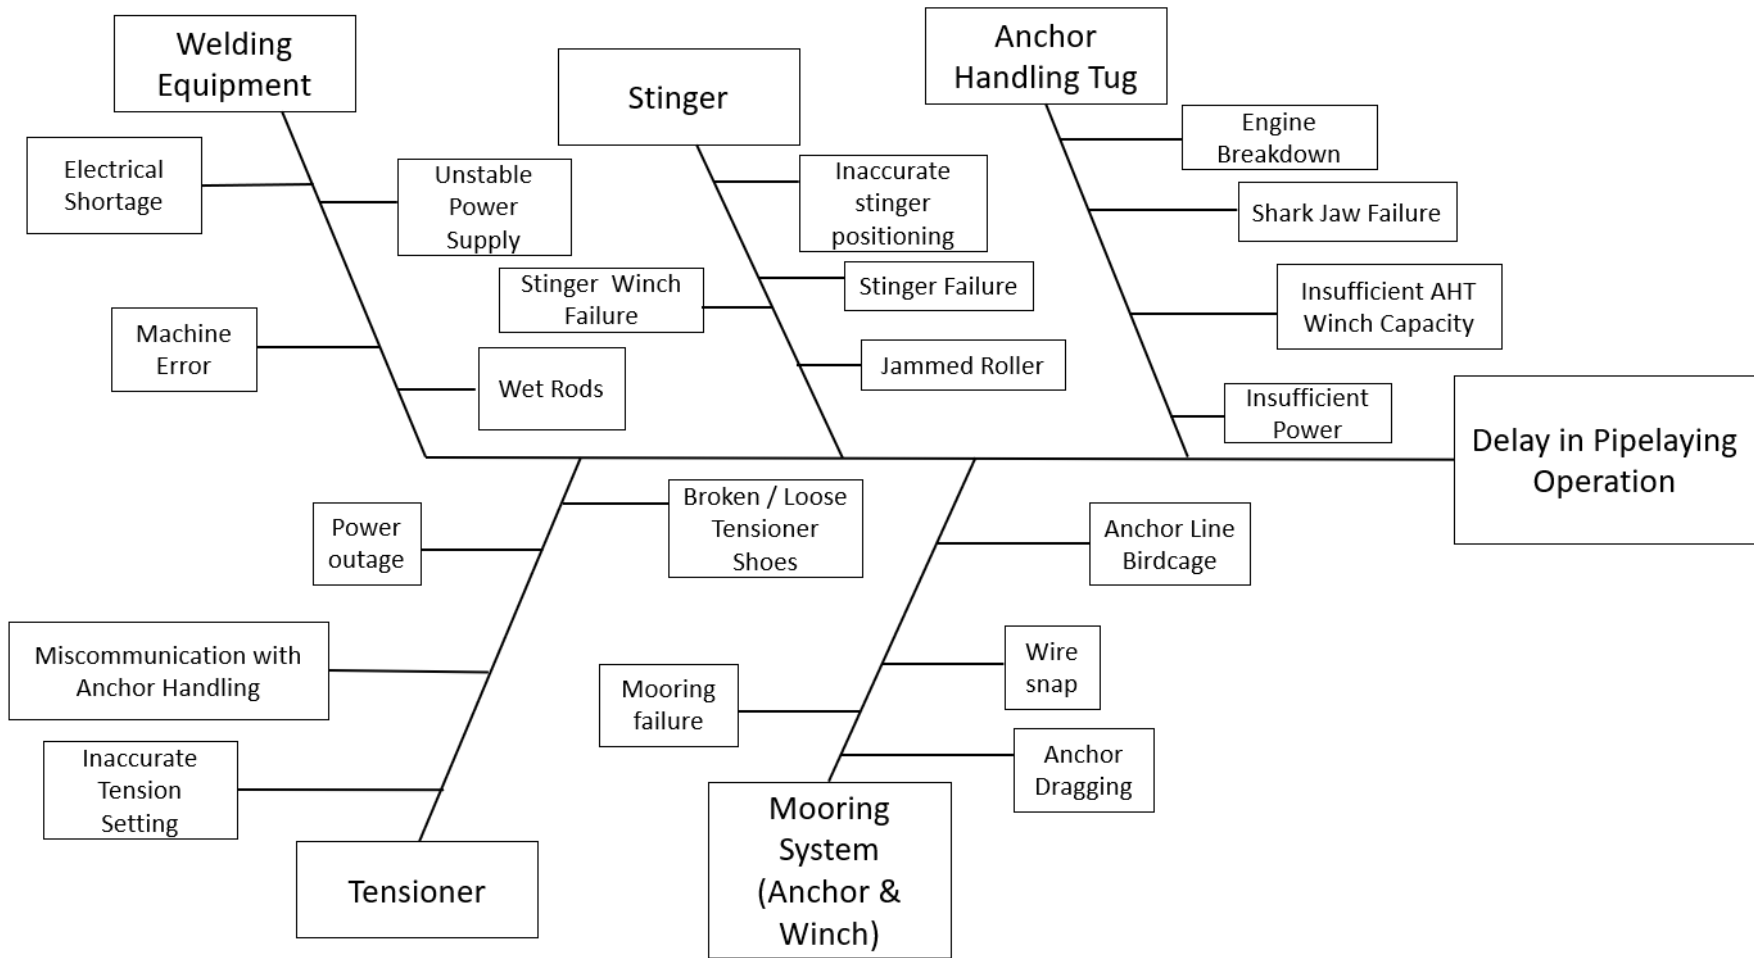 Welding
Equipment
Stinger
Anchor
Handling Tug
Electrical
Shortage
Unstable
Power
Supply
Machine
Error
Wet Rods
Inaccurate
stinger
positioning
Stinger Winch
Failure
Stinger Failure
Jammed Roller
Engine
Breakdown
Shark Jaw Failure
Insufficient AHT
Winch Capacity
Insufficient
Power
Delay in Pipelaying
Operation
Power
outage
Broken / Loose
Tensioner
Shoes
Miscommunication with
Anchor Handling
Inaccurate
Tension
Setting
Tensioner
Anchor Line
Birdcage
Wire
snap
Mooring
failure
Anchor
Dragging
Mooring
System
(Anchor &
Winch)